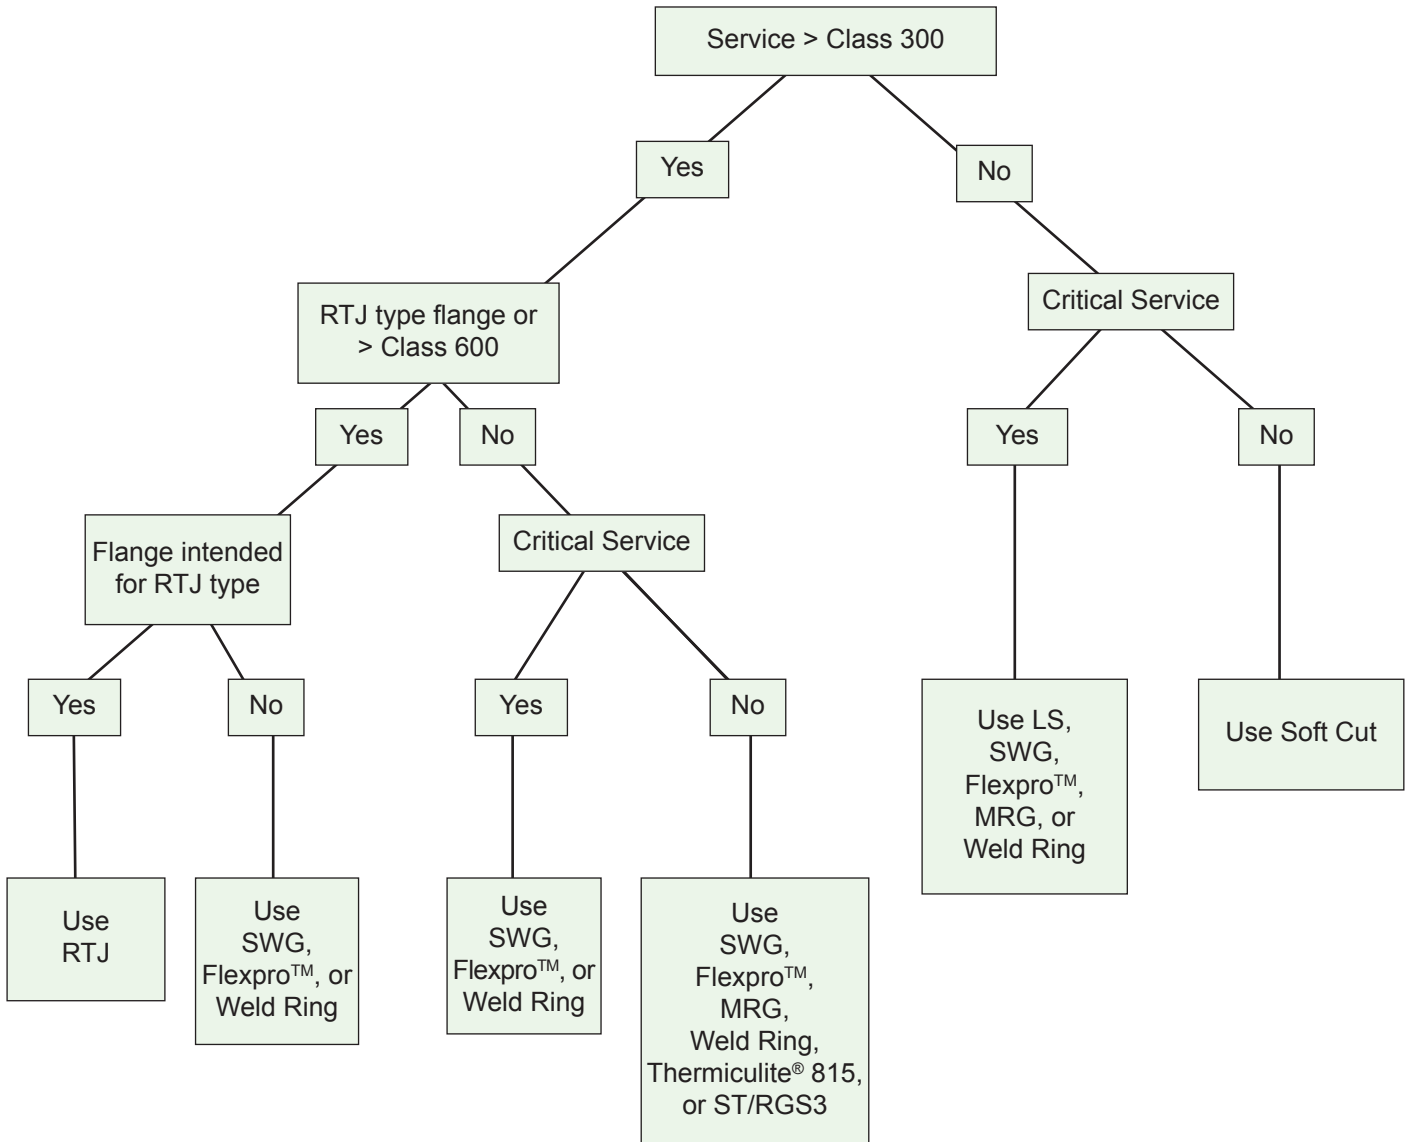 Service > Class 300
Yes
No
RTJ type flange or
> Class 600
Critical Service
Yes
No
Yes
No
Flange intended
for RTJ type
Critical Service
Yes
No
Yes
No
Use LS,
SWG,
Flexpro™,
MRG, or
Weld Ring
Use Soft Cut
Use
RTJ
Use
SWG,
Flexpro™, or
Weld Ring
Use
SWG,
Flexpro™, or
Weld Ring
Use
SWG,
Flexpro™,
MRG,
Weld Ring,
Thermiculite® 815,
or ST/RGS3